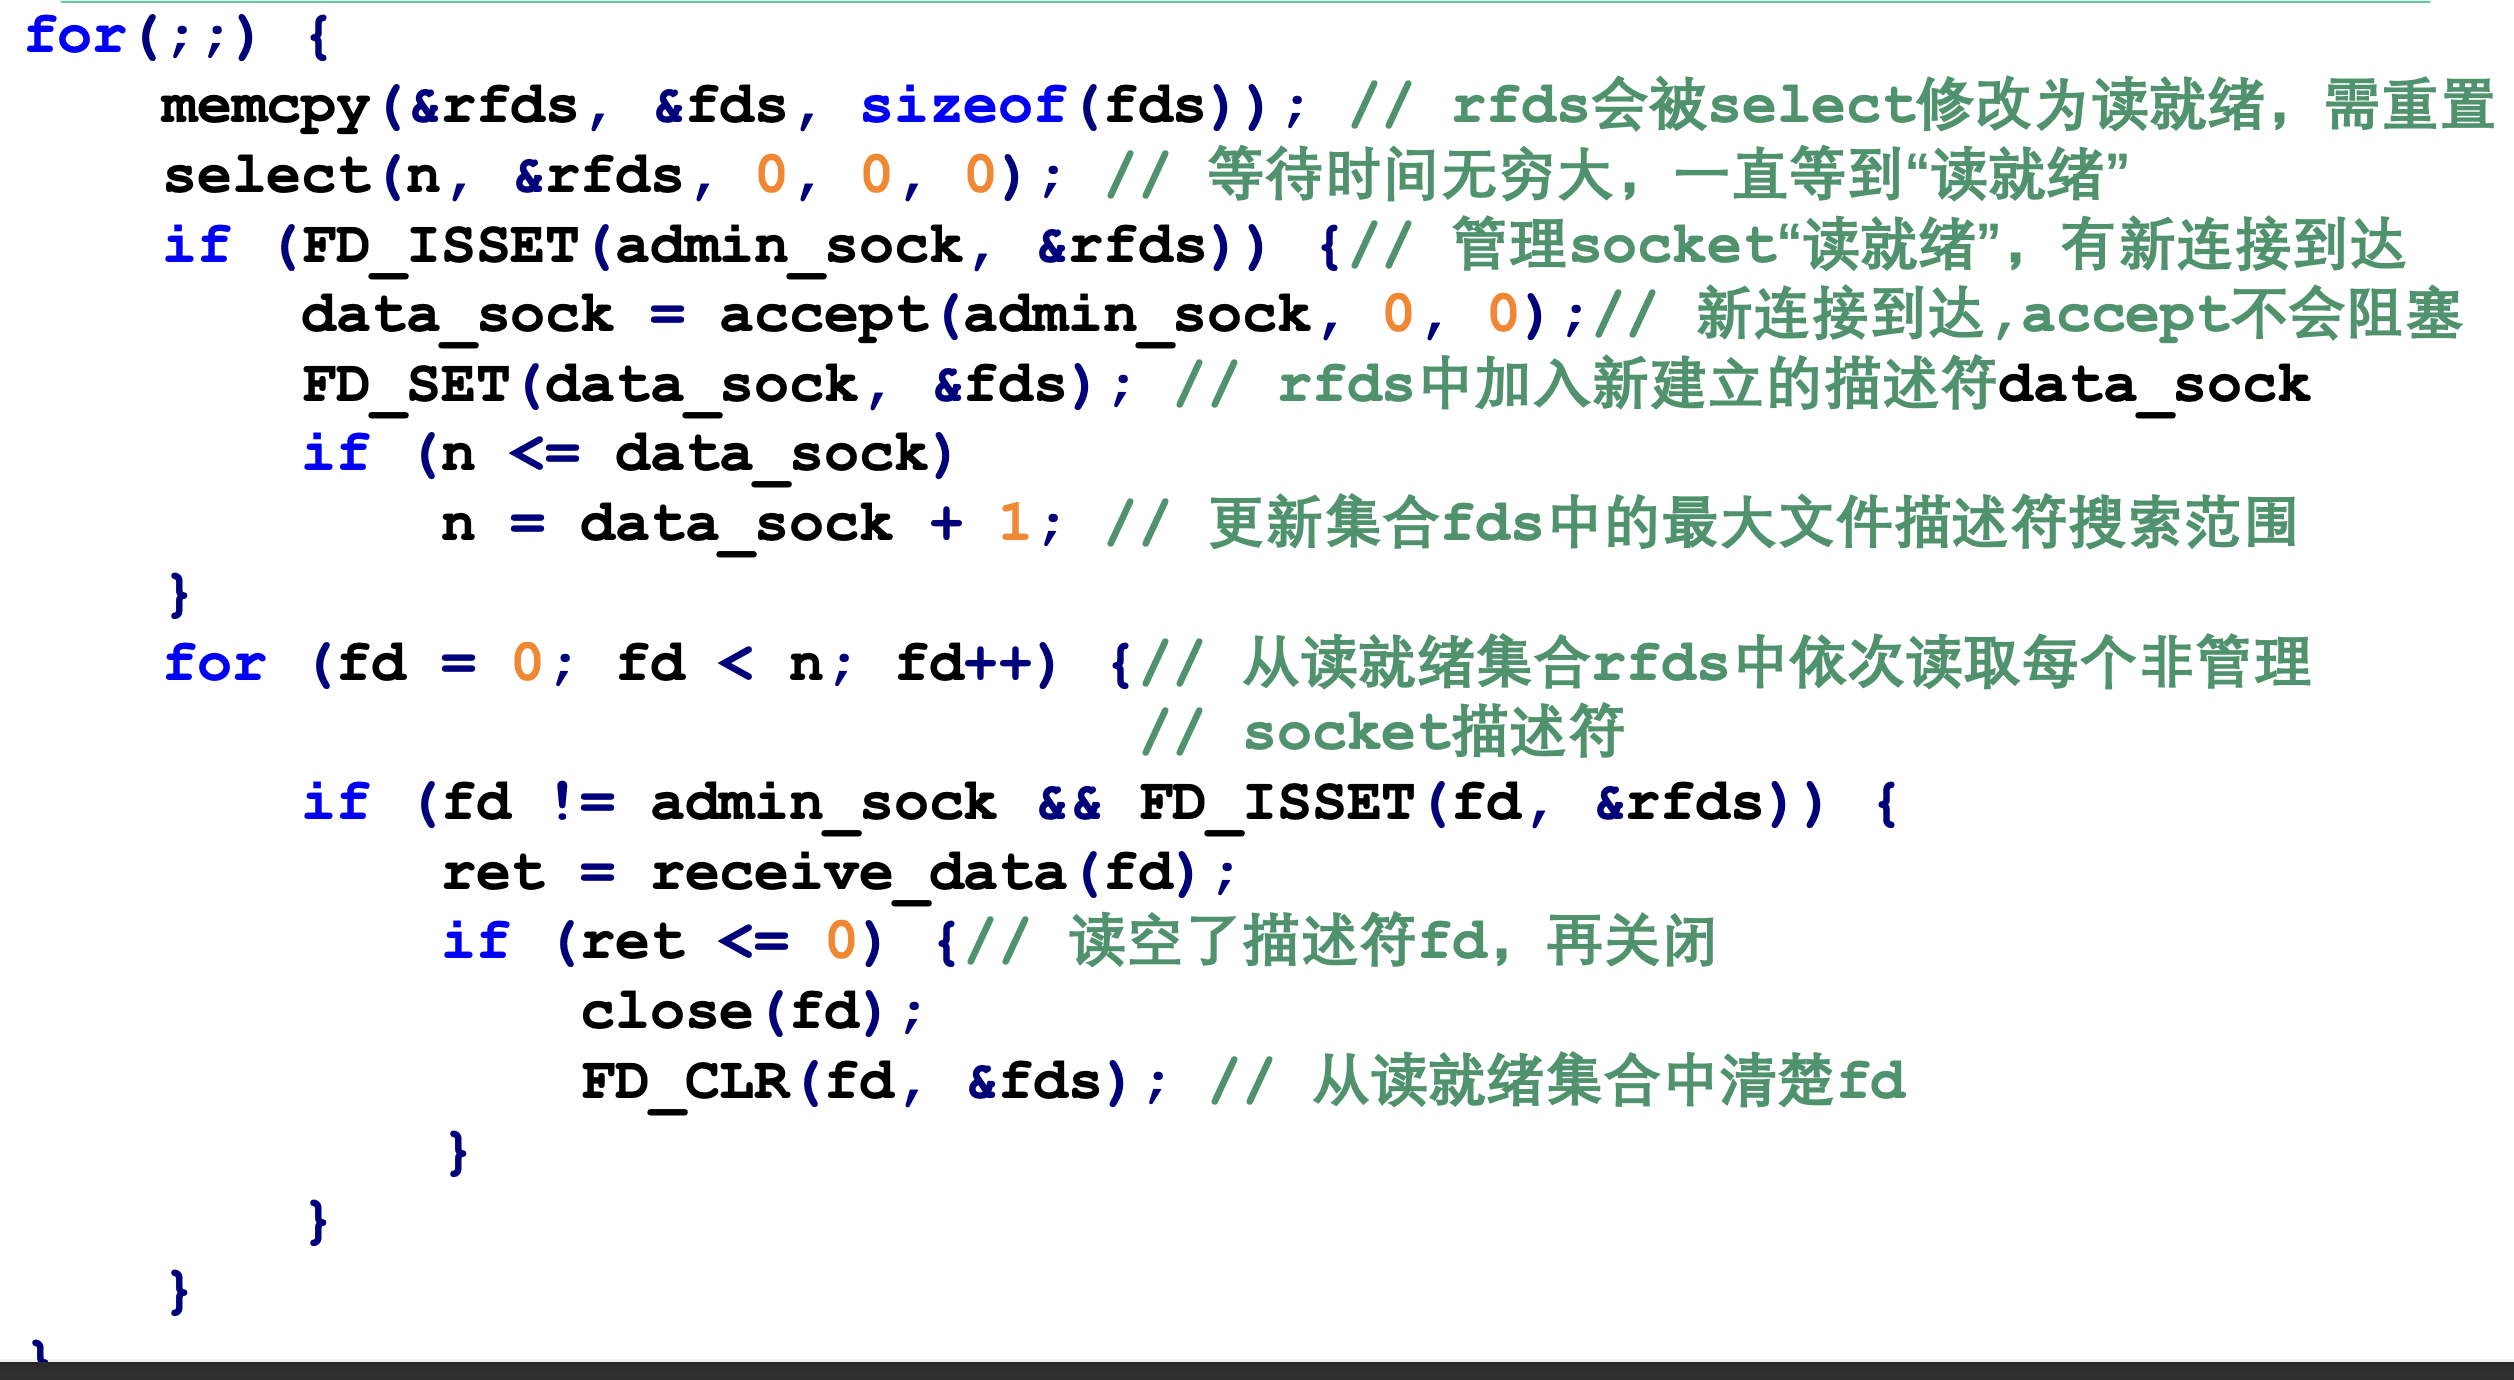 for(;;) {
memcpy(&rfds, &fds, sizeof(fds)); // rfds会被select修改为读就绪，需重置
select(n, &rfds, 0, 0, 0); // 等待时间无穷大，一直等到“读就绪”
if (FD_ISSET(admin_sock, &rfds)) {// 管理socket“读就绪”，有新连接到达
data_sock = accept(admin_sock, 0, 0);// 新连接到达,accept不会阻塞
FD_SET(data_sock, &fds); // rfds中加入新建立的描述符data_sock
if (n <= data_sock)
n = data_sock + 1; // 更新集合fds中的最大文件描述符搜索范围
}
for (fd = 0; fd < n; fd++) {// 从读就绪集合rfds中依次读取每个非管理
// socket描述符
if (fd != admin_sock && FD_ISSET(fd, &rfds)) {
ret = receive_data(fd);
if (ret <= 0) {// 读空了描述符fd，再关闭
close(fd);
FD_CLR(fd, &fds); // 从读就绪集合中清楚fd
}
}
}
}